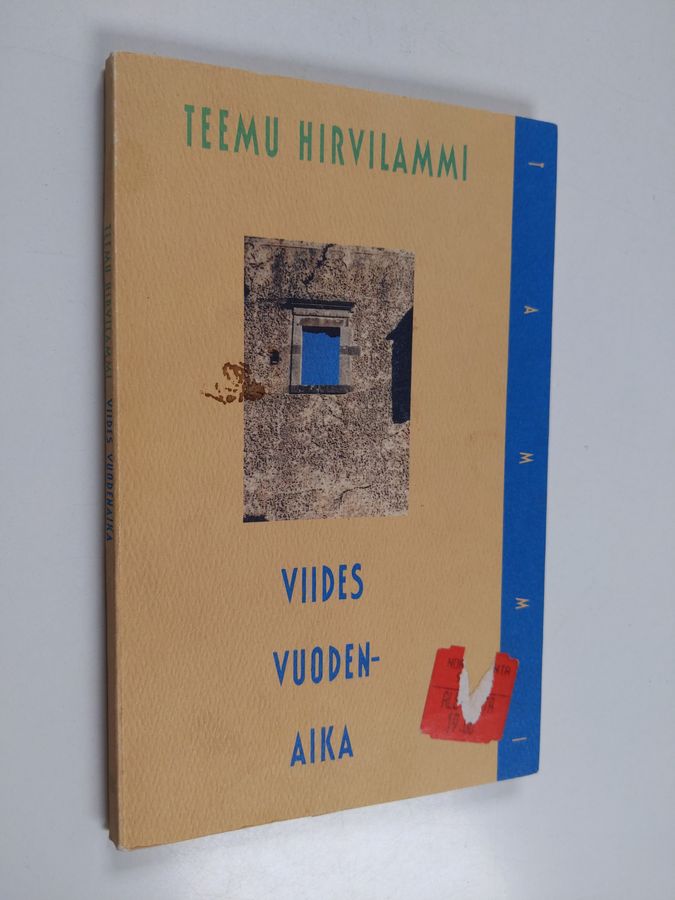 TEEMU HIRVILAMMI
VIIDES
VUODEN-
AIKA
TAMMI
TEEMU HIRVILAMMI VIIDES VUODENAIKA